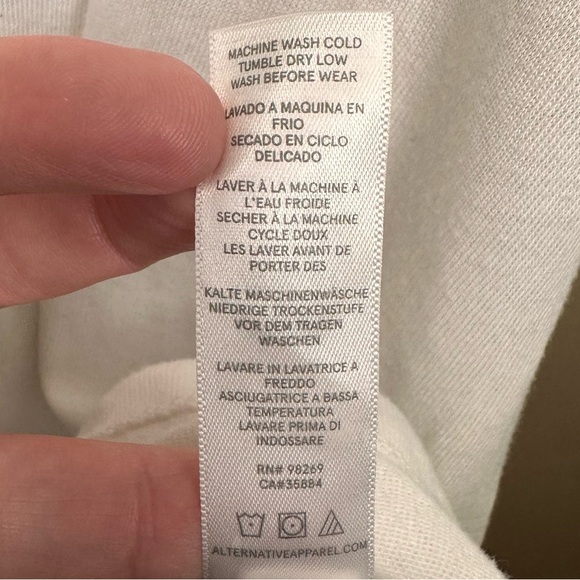 MACHINE WASH COLD
TUMBLE DRY LOW
WASH BEFORE WEAR
LAVADO A MAQUINA EN
FRIO
SECADO EN CICLO
DELICADO
LAVER À LA MACHINE À
L'EAU FROIDE
SECHER À LA MACHINE
CYCLE DOUX
LES LAVER AVANT DE
PORTER DES
KALTE MASCHINENWÄSCHE
NIEDRIGE TROCKENSTUFE
VOR DEM TRAGEN
WASCHEN
LAVARE IN LAVATRICE A
FREDDO
ASCIUGATRICE A BASSA
TEMPERATURA
LAVARE PRIMA DI
INDOSSARE
RN# 98269
CA#35884
ALTERNATIVEAPPAREL.COM